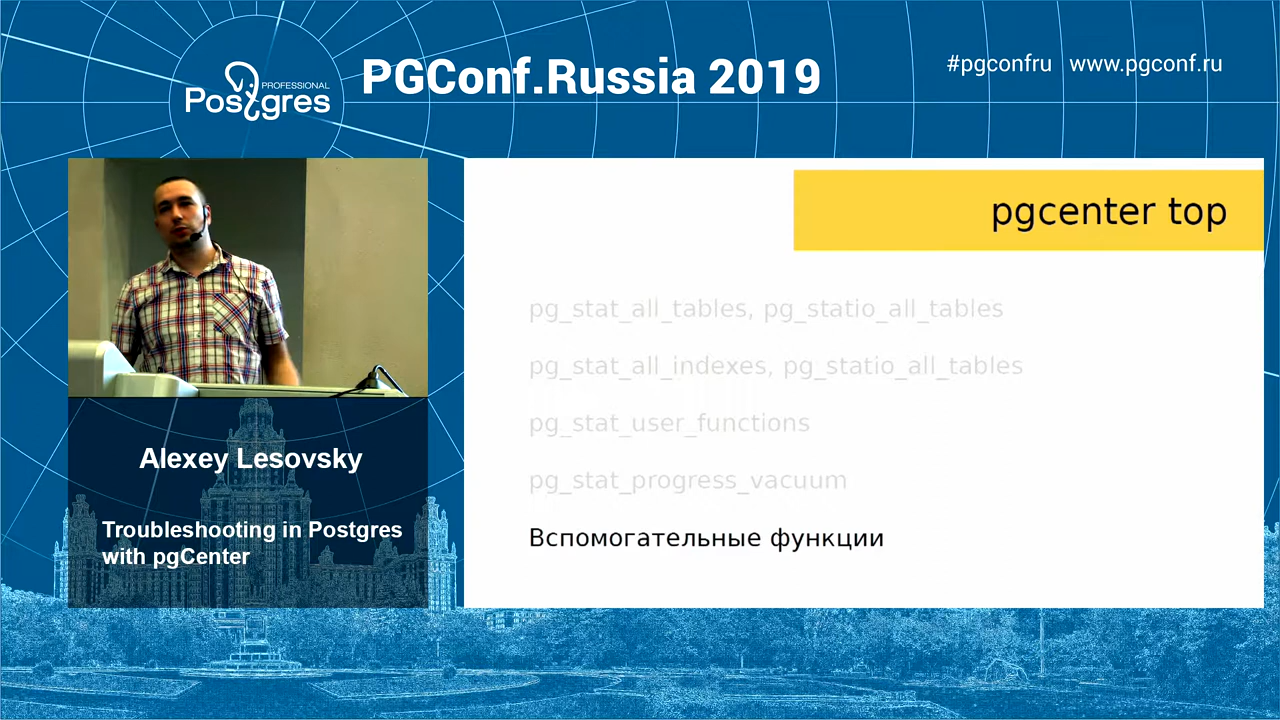 PROFESSIONAL
Postgres
PGConf.Russia 2019
#pgconfru www.pgconf.ru
pgcenter top
pg_stat_all_tables, pg_statio_all_tables
pg_stat_all_indexes, pg_statio_all_tables
pg_stat_user_functions
pg_stat_progress_vacuum
Вспомогательные функции
Alexey Lesovsky
Troubleshooting in Postgres
with pgCenter